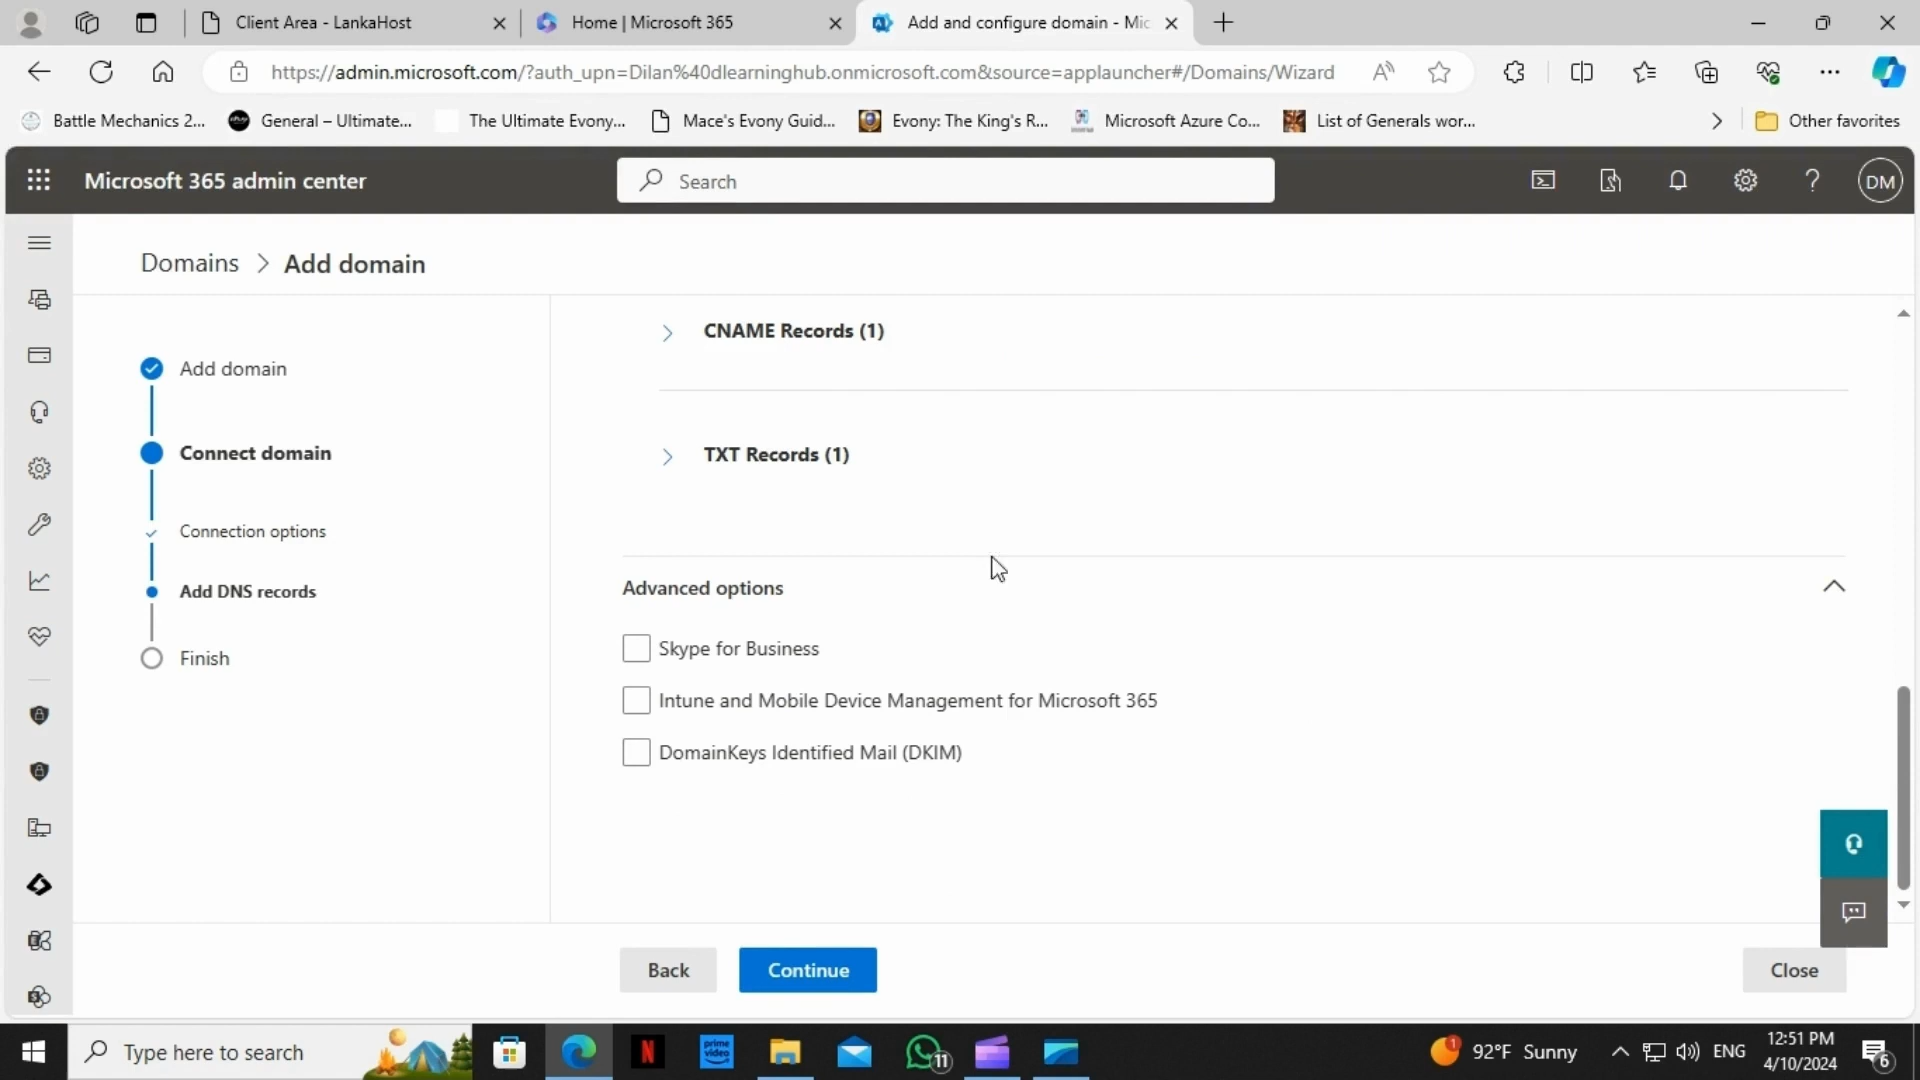 Client Area - LankaHost
Home | Microsoft 365
Add and configure domain - Mic
https://admin.microsoft.com/?auth_upn=Dilan%40dlearninghub.onmicrosoft.com&source=applauncher#/Domains/Wizard
Battle Mechanics 2...
General – Ultimate...
The Ultimate Evony...
Mace's Evony Guid...
Evony: The King's R...
Microsoft Azure Co...
List of Generals wor...
Other favorites
Microsoft 365 admin center
Search
DM
Domains > Add domain
Add domain
Connect domain
Connection options
Add DNS records
Finish
CNAME Records (1)
TXT Records (1)
Advanced options
Skype for Business
Intune and Mobile Device Management for Microsoft 365
DomainKeys Identified Mail (DKIM)
Back
Continue
Close
Type here to search
prime video
11
1
92°F Sunny
ENG
12:51 PM
4/10/2024
6